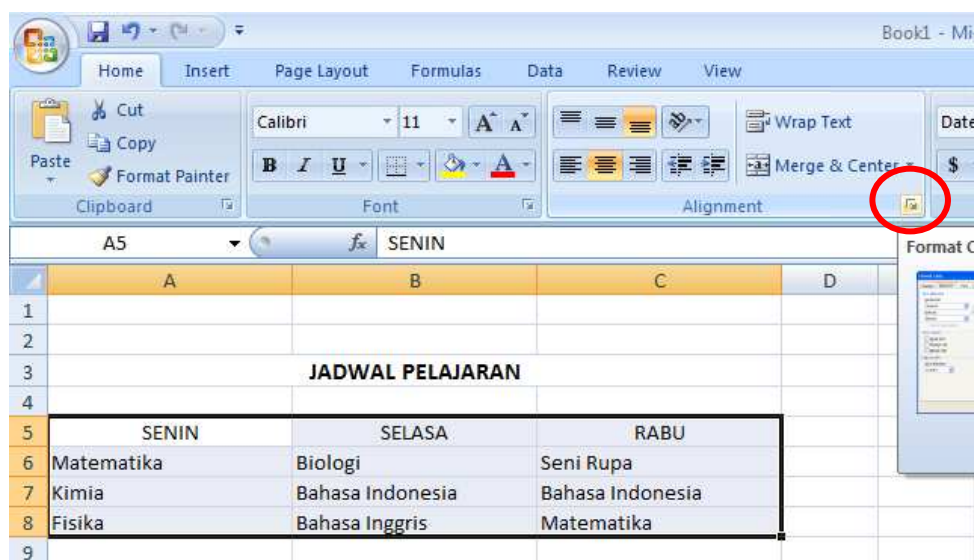 Book1 - Mi
Home Insert Page Layout Formulas Data Review View
Cut
Copy
Format Painter
Paste
Clipboard
Calibri 11 A A
B I U A
Font
Wrap Text
Merge & Center
Alignment
Date
$
A5 fx SENIN
Format C
A B C D
1
2
3 JADWAL PELAJARAN
4
5 SENIN SELASA RABU
6 Matematika Biologi Seni Rupa
7 Kimia Bahasa Indonesia Bahasa Indonesia
8 Fisika Bahasa Inggris Matematika
9